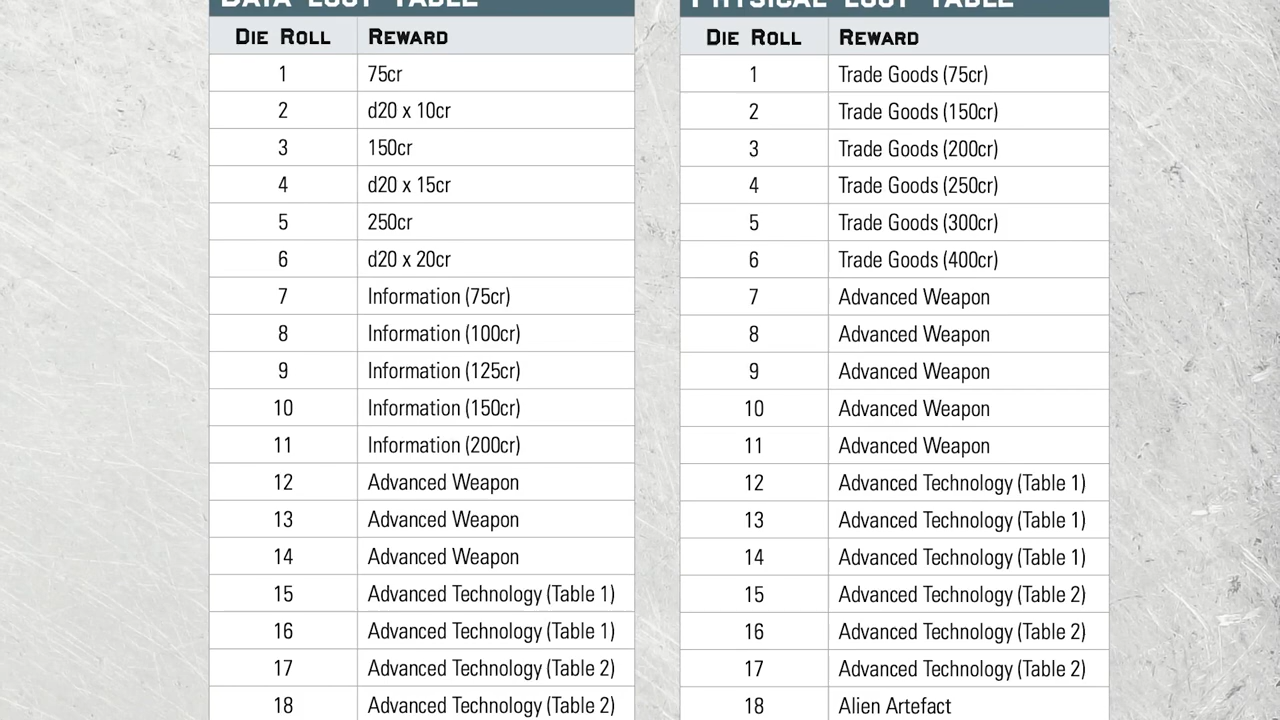 DATA LOOT TABLE
DIE ROLL REWARD
1 75cr
2 d20 x 10cr
3 150cr
4 d20 x 15cr
5 250cr
6 d20 x 20cr
7 Information (75cr)
8 Information (100cr)
9 Information (125cr)
10 Information (150cr)
11 Information (200cr)
12 Advanced Weapon
13 Advanced Weapon
14 Advanced Weapon
15 Advanced Technology (Table 1)
16 Advanced Technology (Table 1)
17 Advanced Technology (Table 2)
18 Advanced Technology (Table 2)
PHYSICAL LOOT TABLE
DIE ROLL REWARD
1 Trade Goods (75cr)
2 Trade Goods (150cr)
3 Trade Goods (200cr)
4 Trade Goods (250cr)
5 Trade Goods (300cr)
6 Trade Goods (400cr)
7 Advanced Weapon
8 Advanced Weapon
9 Advanced Weapon
10 Advanced Weapon
11 Advanced Weapon
12 Advanced Technology (Table 1)
13 Advanced Technology (Table 1)
14 Advanced Technology (Table 1)
15 Advanced Technology (Table 2)
16 Advanced Technology (Table 2)
17 Advanced Technology (Table 2)
18 Alien Artefact